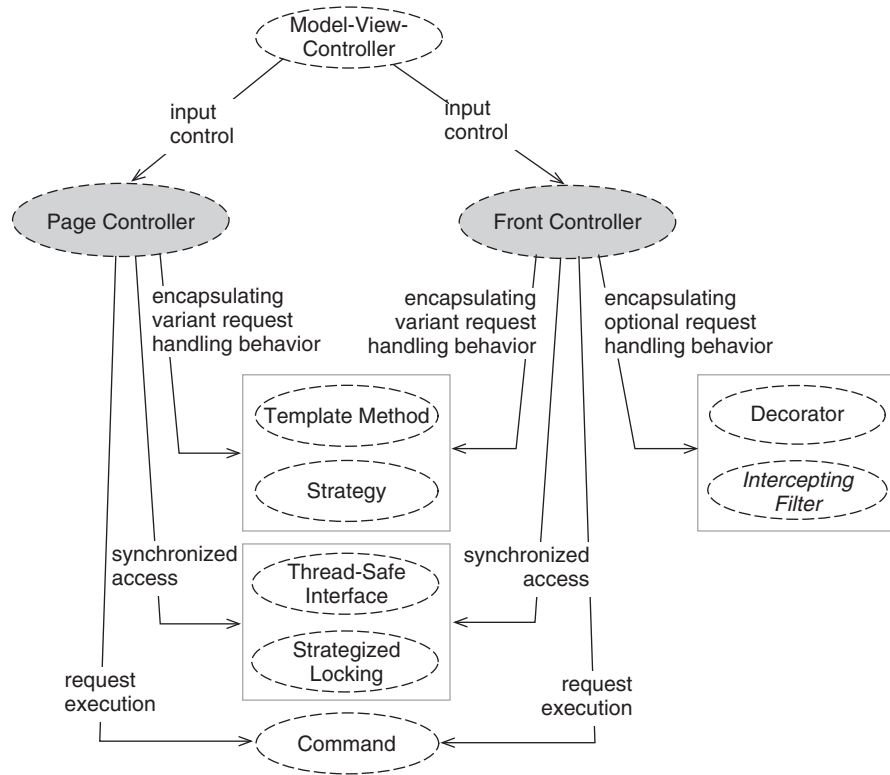 Model-View-
Controller
input
control
input
control
Page Controller
Front Controller
encapsulating
variant request
handling behavior
encapsulating
variant request
handling behavior
encapsulating
optional request
handling behavior
Template Method
Strategy
Decorator
Intercepting
Filter
synchronized
access
Thread-Safe
Interface
Strategized
Locking
synchronized
access
request
execution
request
execution
Command